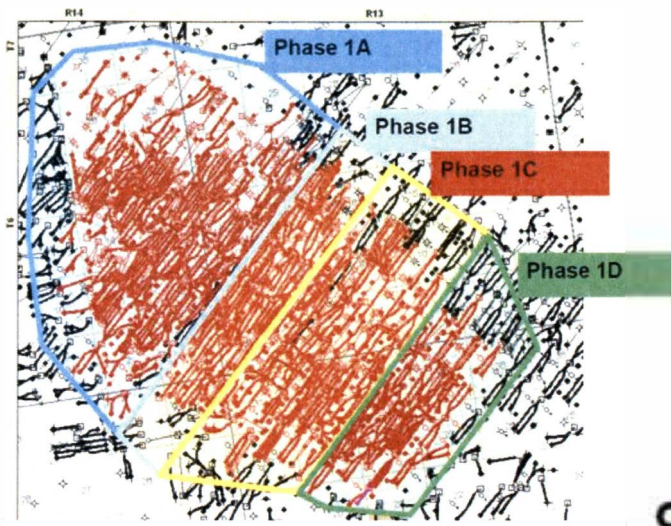 R14 R13
T7
Phase 1A
Phase 1B
Phase 1C
T6
Phase 1D